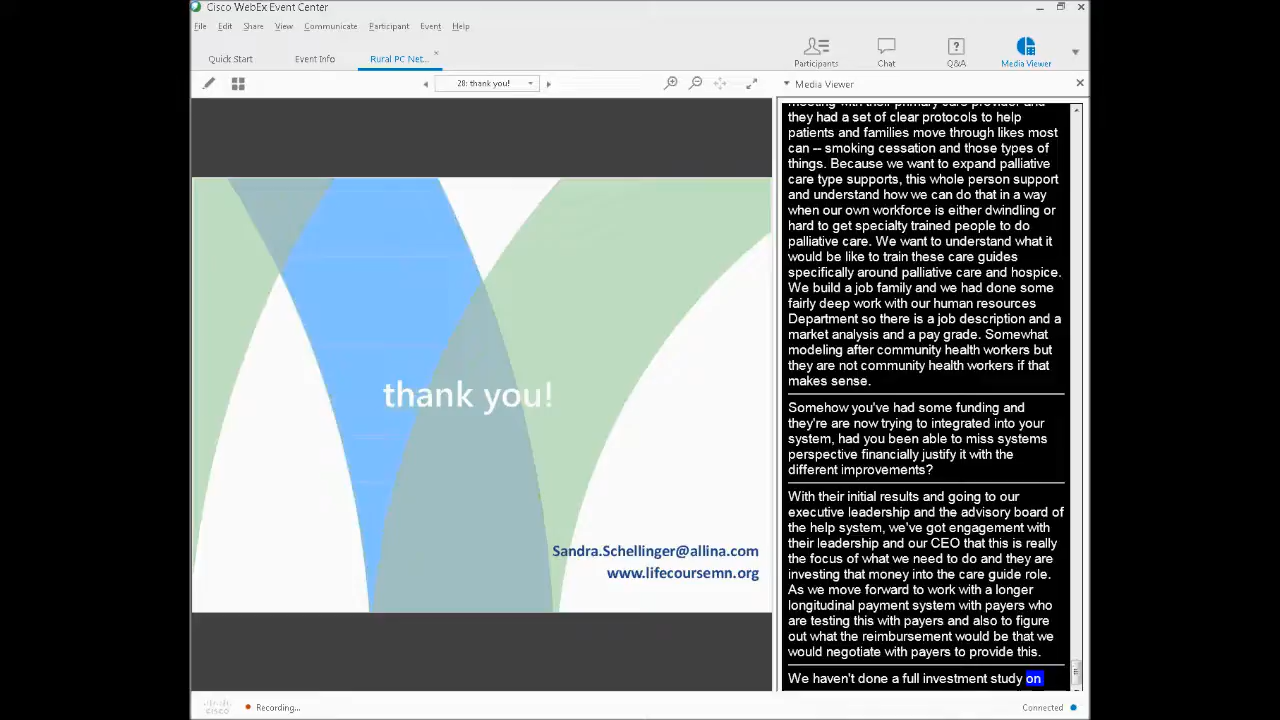 Cisco WebEx Event Center
File Edit Share View Communicate Participant Event Help
Quick Start Event Info Rural PC Net...
Participants Chat Q&A Media Viewer
28: thank you!
Media Viewer
thank you!
Sandra.Schellinger@allina.com
www.lifecoursemn.org
meeting with their primary care provider and
they had a set of clear protocols to help
patients and families move through likes most
can -- smoking cessation and those types of
things. Because we want to expand palliative
care type supports, this whole person support
and understand how we can do that in a way
when our own workforce is either dwindling or
hard to get specialty trained people to do
palliative care. We want to understand what it
would be like to train these care guides
specifically around palliative care and hospice.
We build a job family and we had done some
fairly deep work with our human resources
Department so there is a job description and a
market analysis and a pay grade. Somewhat
modeling after community health workers but
they are not community health workers if that
makes sense.
Somehow you've had some funding and
they're are now trying to integrated into your
system, had you been able to miss systems
perspective financially justify it with the
different improvements?
With their initial results and going to our
executive leadership and the advisory board of
the help system, we've got engagement with
their leadership and our CEO that this is really
the focus of what we need to do and they are
investing that money into the care guide role.
As we move forward to work with a longer
longitudinal payment system with payers who
are testing this with payers and also to figure
out what the reimbursement would be that we
would negotiate with payers to provide this.
We haven't done a full investment study on
cisco
Recording...
Connected